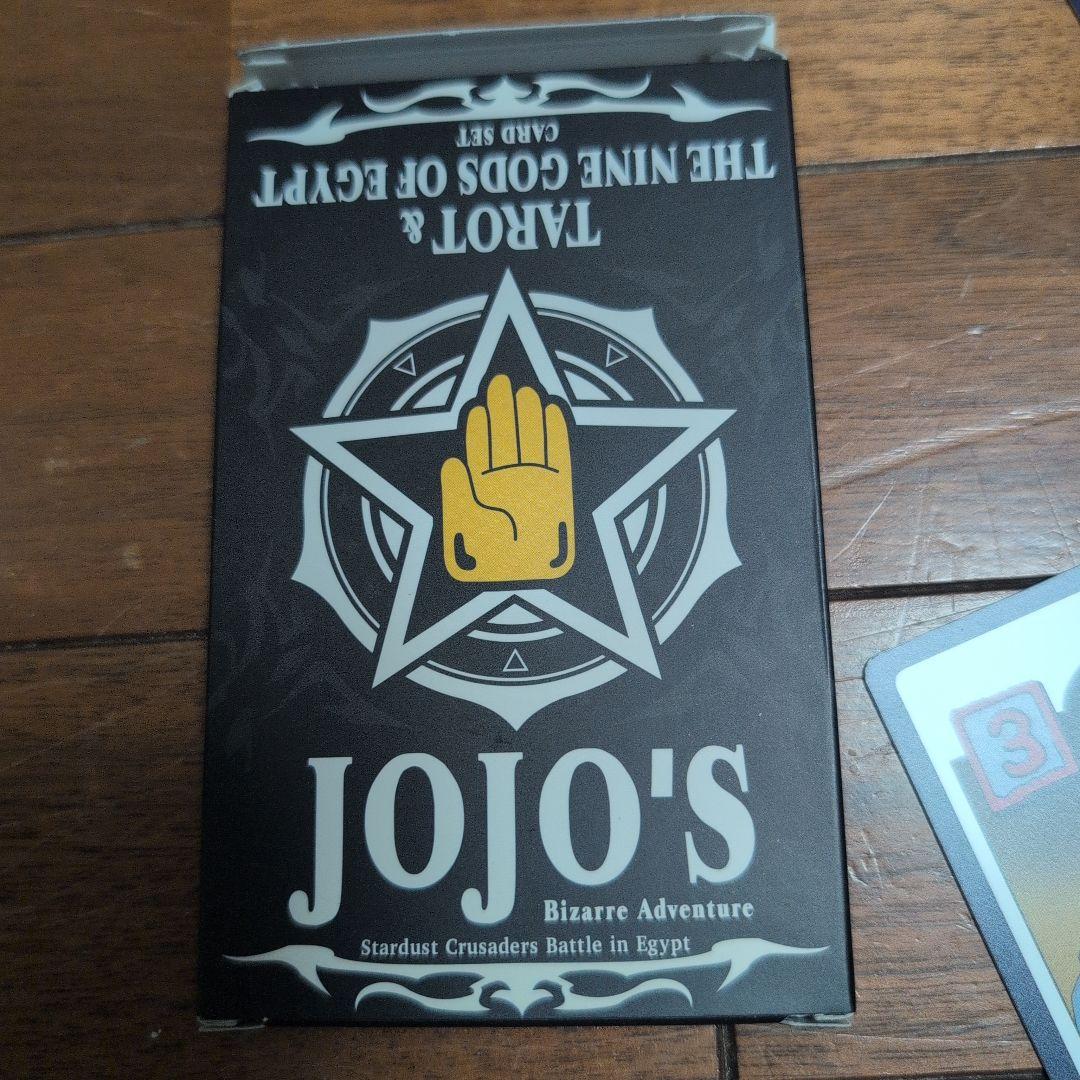 TAROT &
THE NINE GODS OF EGYPT
CARD SET
JOJO'S
Bizarre Adventure
Stardust Crusaders Battle in Egypt
3